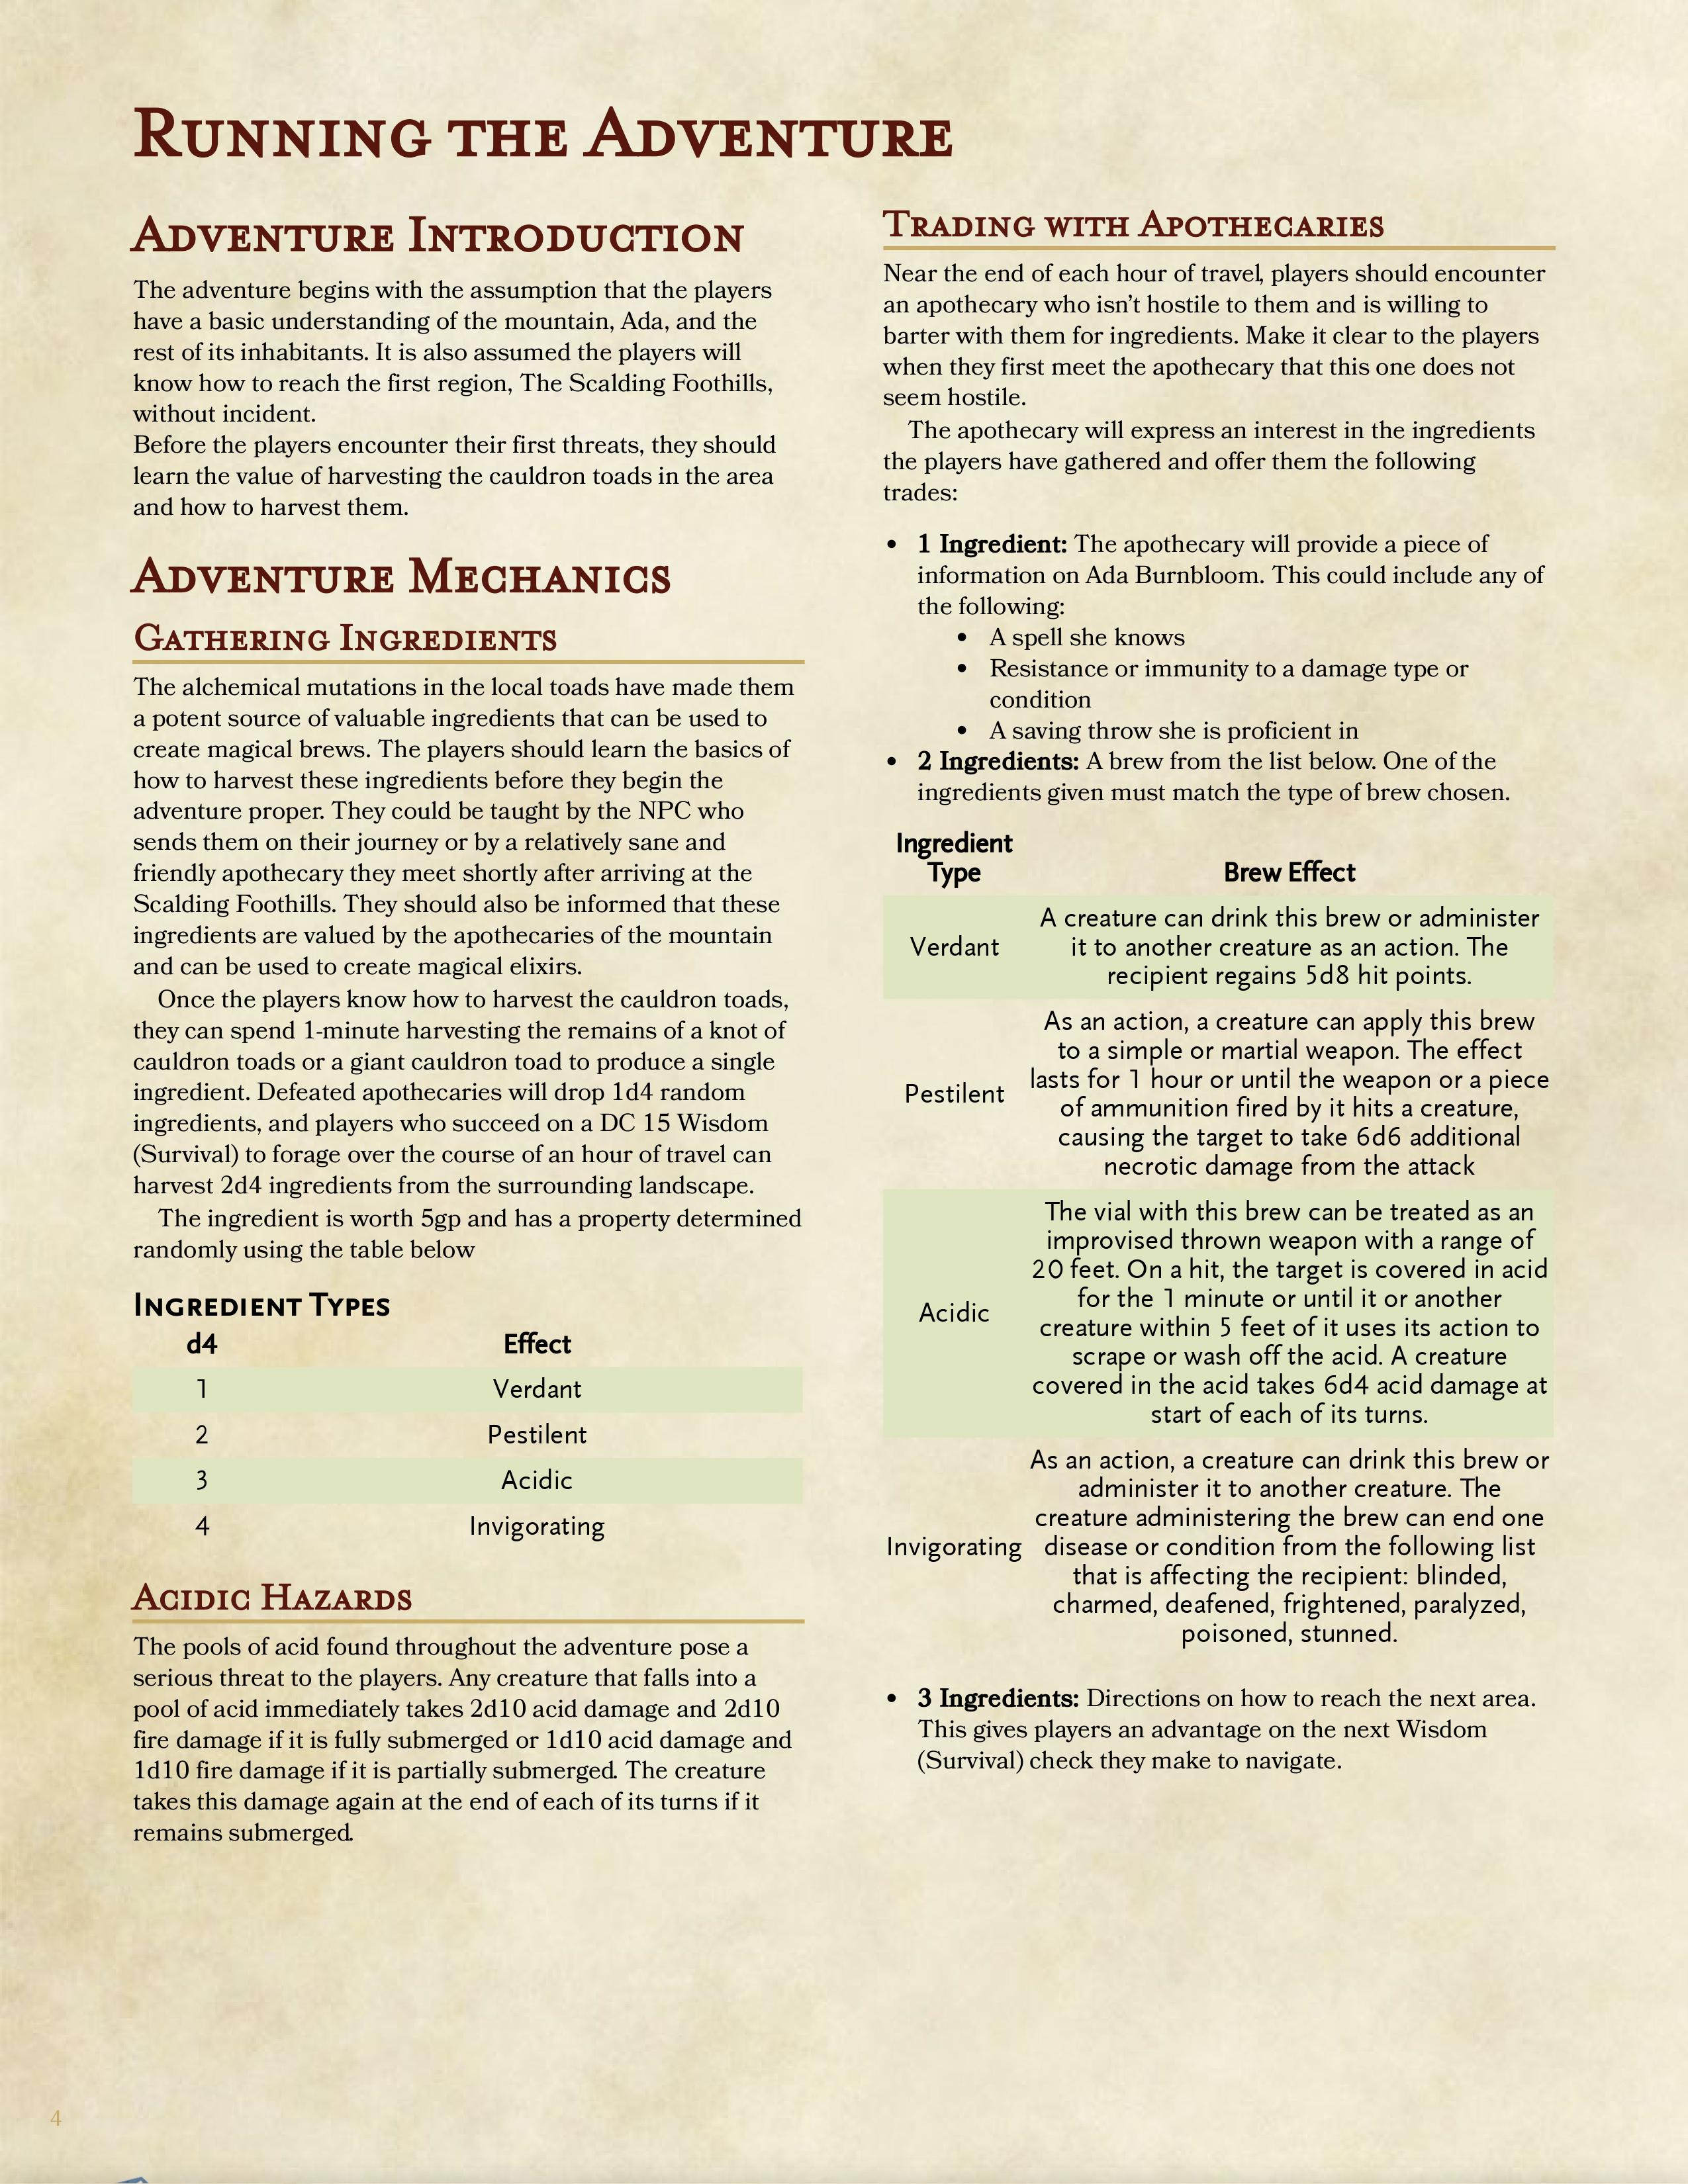 Running the Adventure
Adventure Introduction
The adventure begins with the assumption that the players
have a basic understanding of the mountain, Ada, and the
rest of its inhabitants. It is also assumed the players will
know how to reach the first region, The Scalding Foothills,
without incident.
Before the players encounter their first threats, they should
learn the value of harvesting the cauldron toads in the area
and how to harvest them.
Adventure Mechanics
Gathering Ingredients
The alchemical mutations in the local toads have made them
a potent source of valuable ingredients that can be used to
create magical brews. The players should learn the basics of
how to harvest these ingredients before they begin the
adventure proper. They could be taught by the NPC who
sends them on their journey or by a relatively sane and
friendly apothecary they meet shortly after arriving at the
Scalding Foothills. They should also be informed that these
ingredients are valued by the apothecaries of the mountain
and can be used to create magical elixirs.
Once the players know how to harvest the cauldron toads,
they can spend 1-minute harvesting the remains of a knot of
cauldron toads or a giant cauldron toad to produce a single
ingredient. Defeated apothecaries will drop 1d4 random
ingredients, and players who succeed on a DC 15 Wisdom
(Survival) to forage over the course of an hour of travel can
harvest 2d4 ingredients from the surrounding landscape.
The ingredient is worth 5gp and has a property determined
randomly using the table below
Ingredient Types
d4 Effect
1 Verdant
2 Pestilent
3 Acidic
4 Invigorating
Acidic Hazards
The pools of acid found throughout the adventure pose a
serious threat to the players. Any creature that falls into a
pool of acid immediately takes 2d10 acid damage and 2d10
fire damage if it is fully submerged or 1d10 acid damage and
1d10 fire damage if it is partially submerged. The creature
takes this damage again at the end of each of its turns if it
remains submerged.
Trading with Apothecaries
Near the end of each hour of travel, players should encounter
an apothecary who isn't hostile to them and is willing to
barter with them for ingredients. Make it clear to the players
when they first meet the apothecary that this one does not
seem hostile.
The apothecary will express an interest in the ingredients
the players have gathered and offer them the following
trades:
• 1 Ingredient: The apothecary will provide a piece of
information on Ada Burnbloom. This could include any of
the following:
• A spell she knows
• Resistance or immunity to a damage type or
condition
• A saving throw she is proficient in
• 2 Ingredients: A brew from the list below. One of the
ingredients given must match the type of brew chosen.
Ingredient
Type Brew Effect
A creature can drink this brew or administer
Verdant it to another creature as an action. The
recipient regains 5d8 hit points.
As an action, a creature can apply this brew
to a simple or martial weapon. The effect
lasts for 1 hour or until the weapon or a piece
Pestilent of ammunition fired by it hits a creature,
causing the target to take 6d6 additional
necrotic damage from the attack
The vial with this brew can be treated as an
improvised thrown weapon with a range of
20 feet. On a hit, the target is covered in acid
Acidic for the 1 minute or until it or another
creature within 5 feet of it uses its action to
scrape or wash off the acid. A creature
covered in the acid takes 6d4 acid damage at
start of each of its turns.
As an action, a creature can drink this brew or
administer it to another creature. The
creature administering the brew can end one
Invigorating disease or condition from the following list
that is affecting the recipient: blinded,
charmed, deafened, frightened, paralyzed,
poisoned, stunned.
• 3 Ingredients: Directions on how to reach the next area.
This gives players an advantage on the next Wisdom
(Survival) check they make to navigate.
4